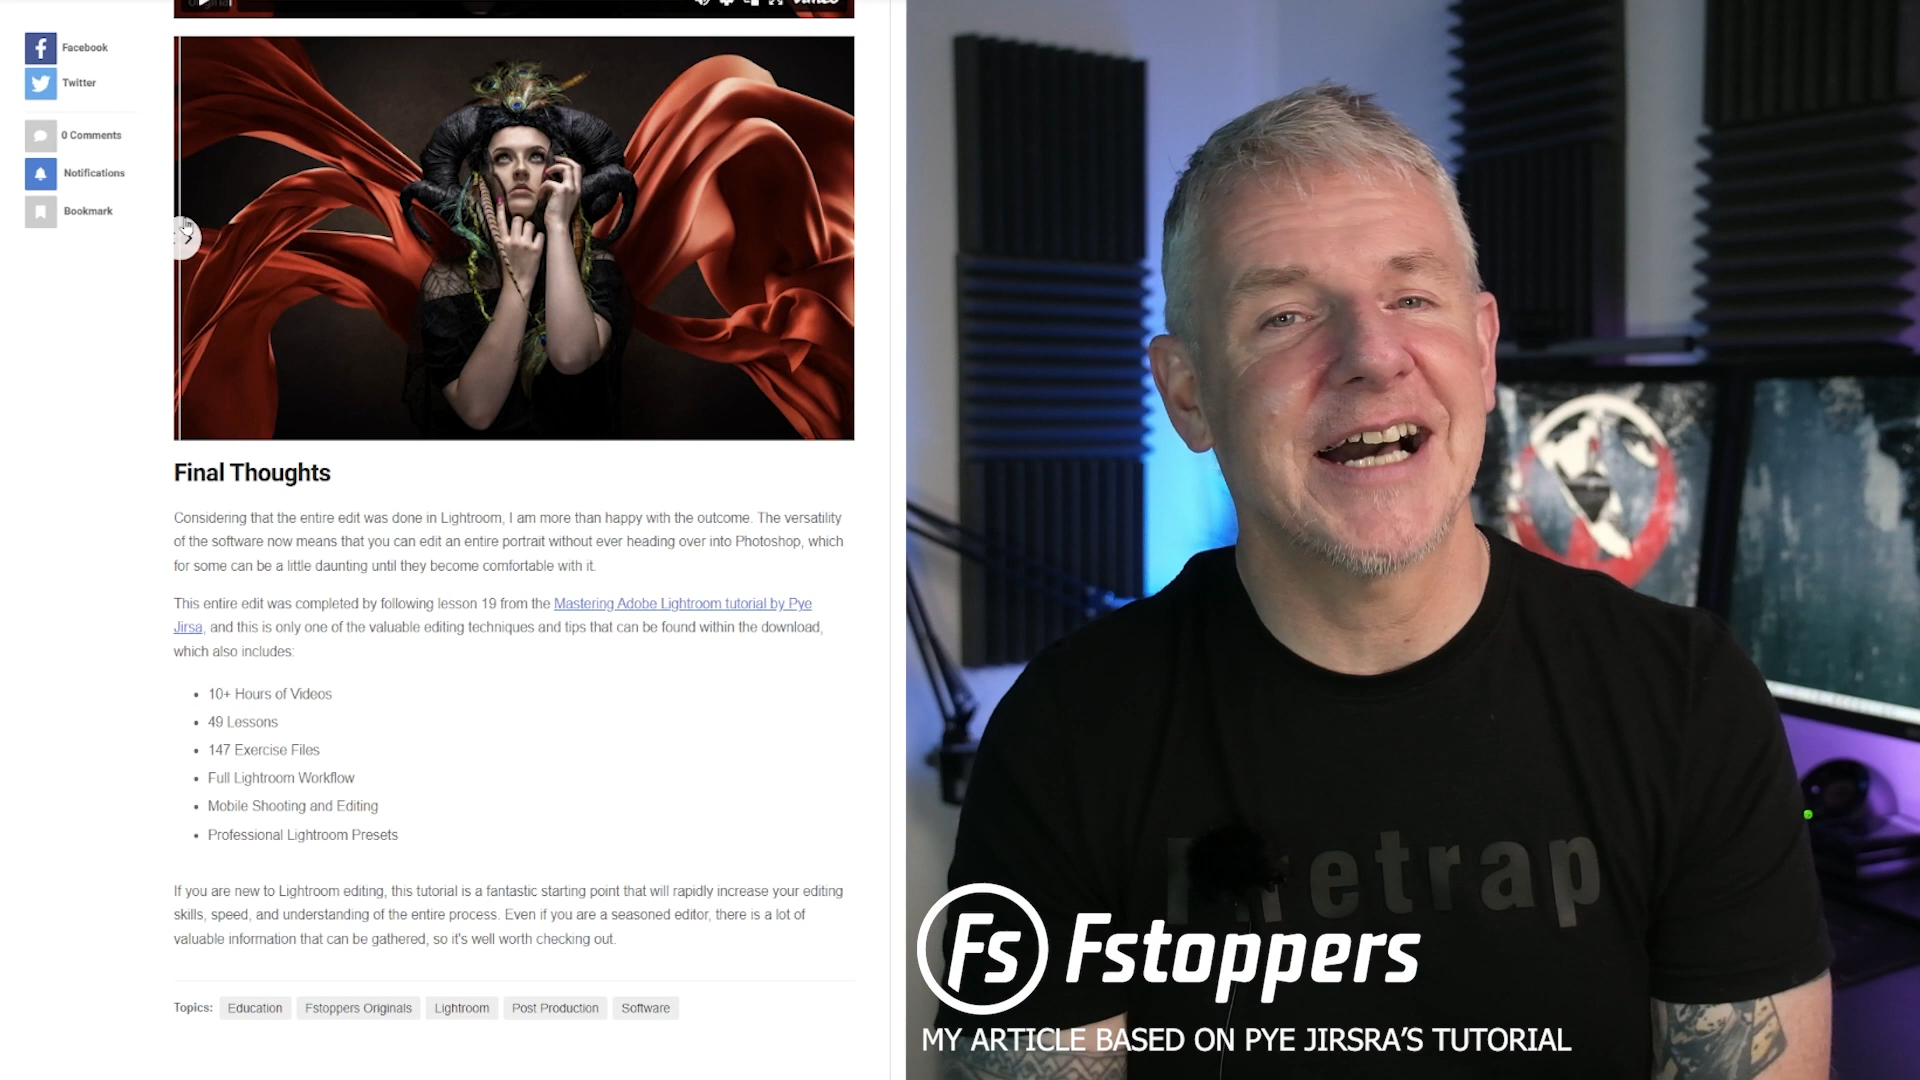 Original
vimeo
Facebook
Twitter
0 Comments
Notifications
Bookmark
Final Thoughts
Considering that the entire edit was done in Lightroom, I am more than happy with the outcome. The versatility
of the software now means that you can edit an entire portrait without ever heading over into Photoshop, which
for some can be a little daunting until they become comfortable with it.
This entire edit was completed by following lesson 19 from the Mastering Adobe Lightroom tutorial by Pye
Jirsa, and this is only one of the valuable editing techniques and tips that can be found within the download,
which also includes:
10+ Hours of Videos
49 Lessons
147 Exercise Files
Full Lightroom Workflow
Mobile Shooting and Editing
Professional Lightroom Presets
If you are new to Lightroom editing, this tutorial is a fantastic starting point that will rapidly increase your editing
skills, speed, and understanding of the entire process. Even if you are a seasoned editor, there is a lot of
valuable information that can be gathered, so it's well worth checking out.
Topics: Education Fstoppers Originals Lightroom Post Production Software
Firetrap
Fs Fstoppers
MY ARTICLE BASED ON PYE JIRSRA'S TUTORIAL